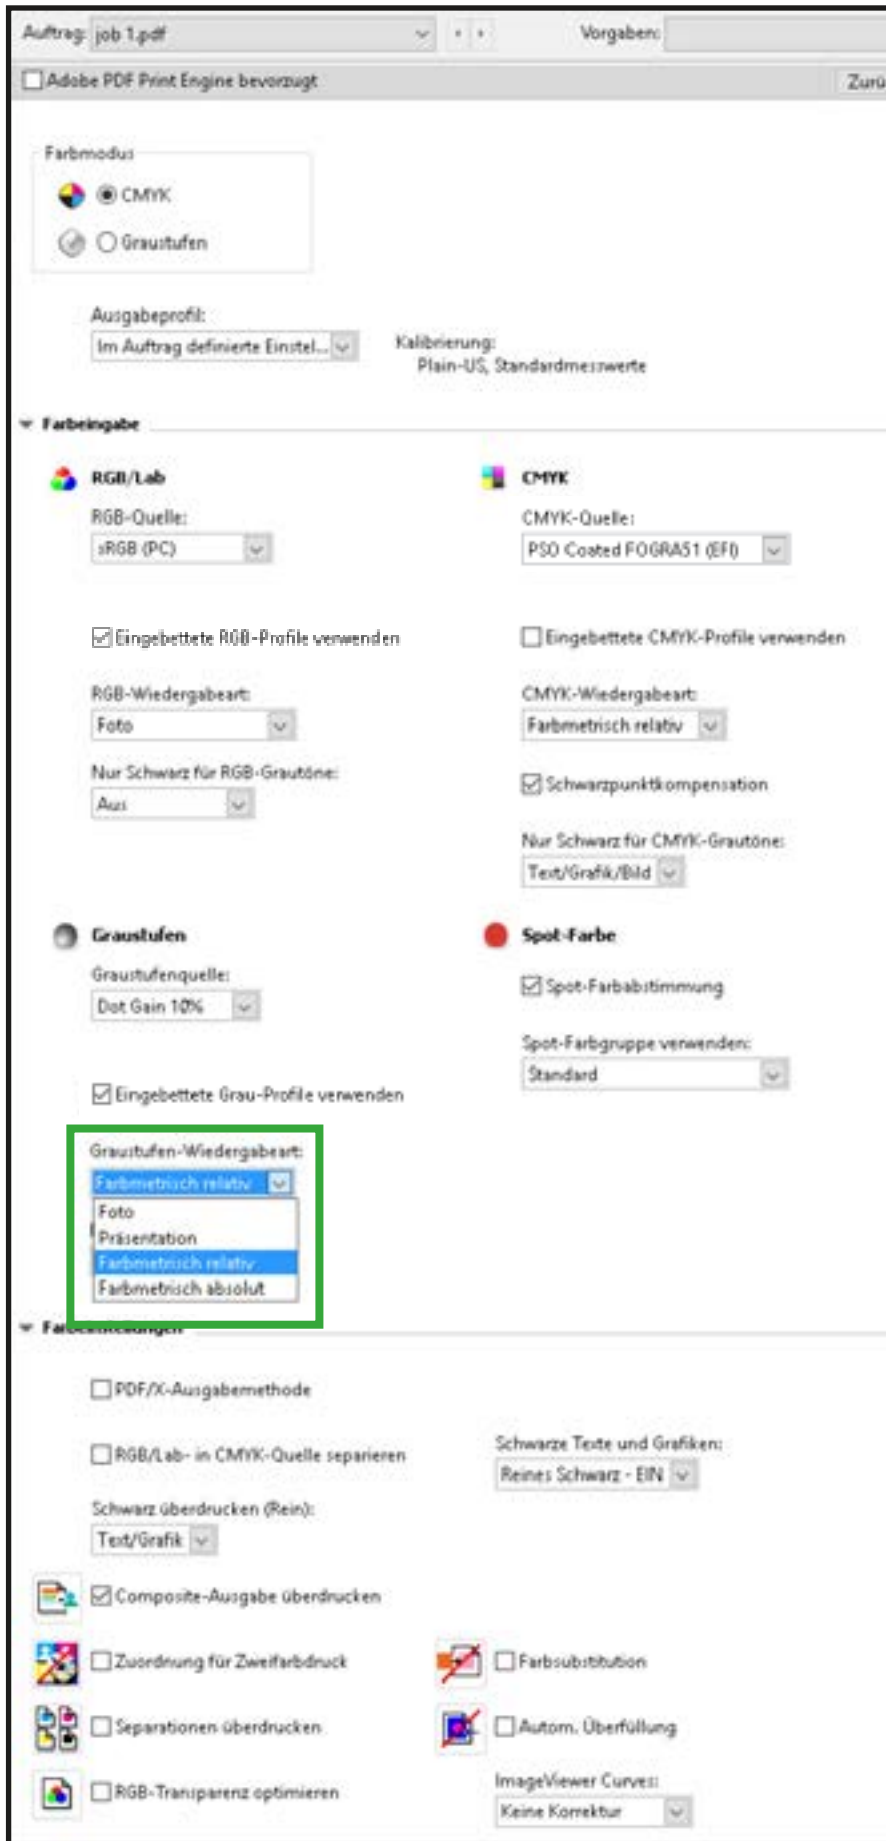 Auftrag: job 1.pdf Vorgaben:
Adobe PDF Print Engine bevorzugt Zurü
Farbmodus
CMYK
Graustufen
Ausgabeprofil:
Im Auftrag definierte Einstel...
Kalibrierung:
Plain-US, Standardmesswerte
Farbeingabe
RGB/Lab
RGB-Quelle:
sRGB (PC)
Eingebettete RGB-Profile verwenden
RGB-Wiedergabeart:
Foto
Nur Schwarz für RGB-Grautöne:
Aus
CMYK
CMYK-Quelle:
PSO Coated FOGRA51 (EFI)
Eingebettete CMYK-Profile verwenden
CMYK-Wiedergabeart:
Farbmetrisch relativ
Schwarzpunktkompensation
Nur Schwarz für CMYK-Grautöne:
Text/Grafik/Bild
Graustufen
Graustufenquelle:
Dot Gain 10%
Eingebettete Grau-Profile verwenden
Graustufen-Wiedergabeart:
Farbmetrisch relativ
Foto
Präsentation
Farbmetrisch relativ
Farbmetrisch absolut
Spot-Farbe
Spot-Farbabstimmung
Spot-Farbgruppe verwenden:
Standard
Farbeinstellungen
PDF/X-Ausgabemethode
RGB/Lab- in CMYK-Quelle separieren
Schwarz überdrucken (Rein):
Text/Grafik
Schwarze Texte und Grafiken:
Reines Schwarz - EIN
Composite-Ausgabe überdrucken
Zuordnung für Zweifarbdruck
Farbsubstitution
Separationen überdrucken
Autom. Überfüllung
RGB-Transparenz optimieren
ImageViewer Curves:
Keine Korrektur